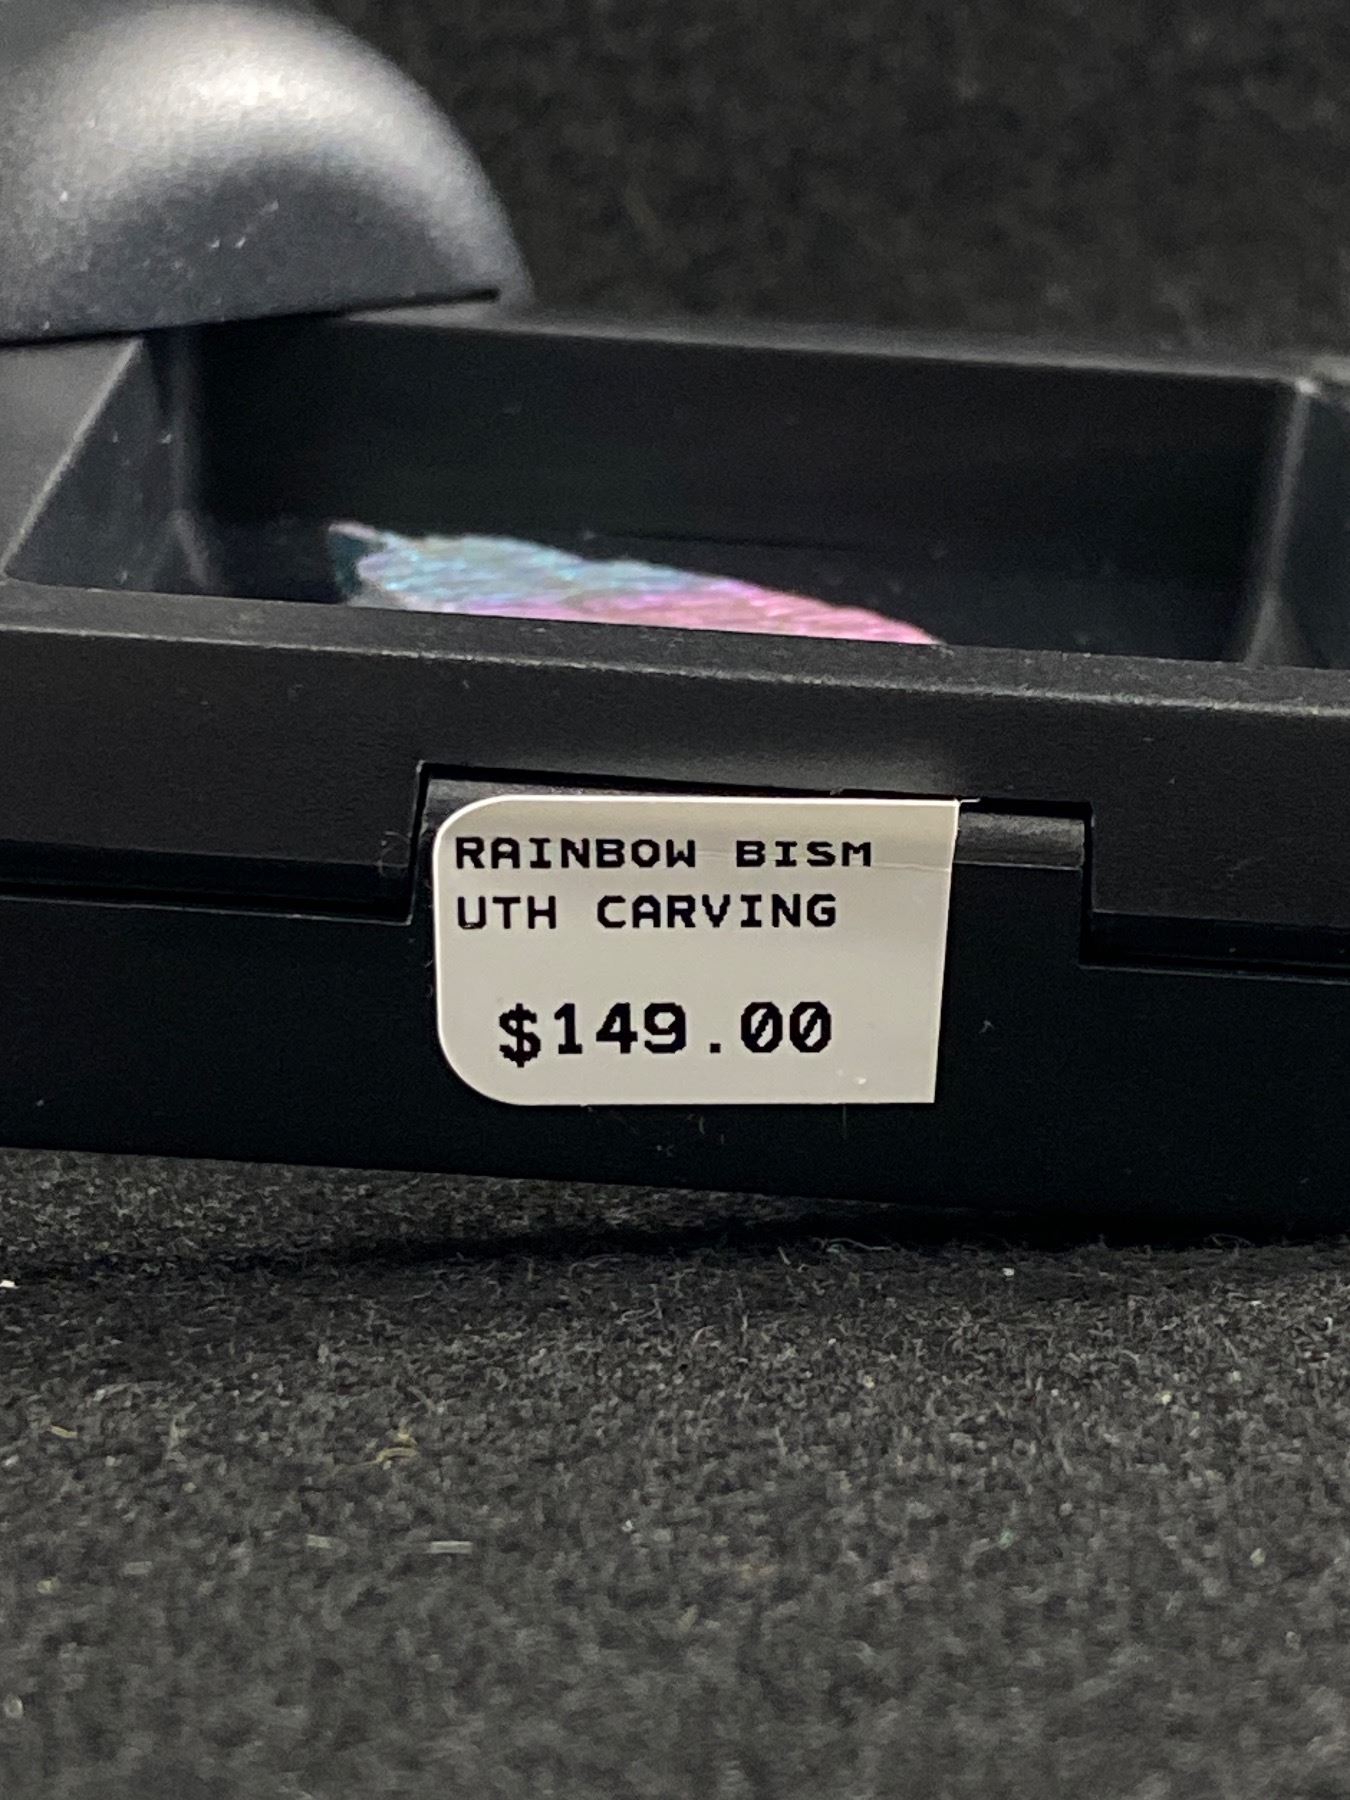 RAINBOW BISM
UTH CARVING
$149.00